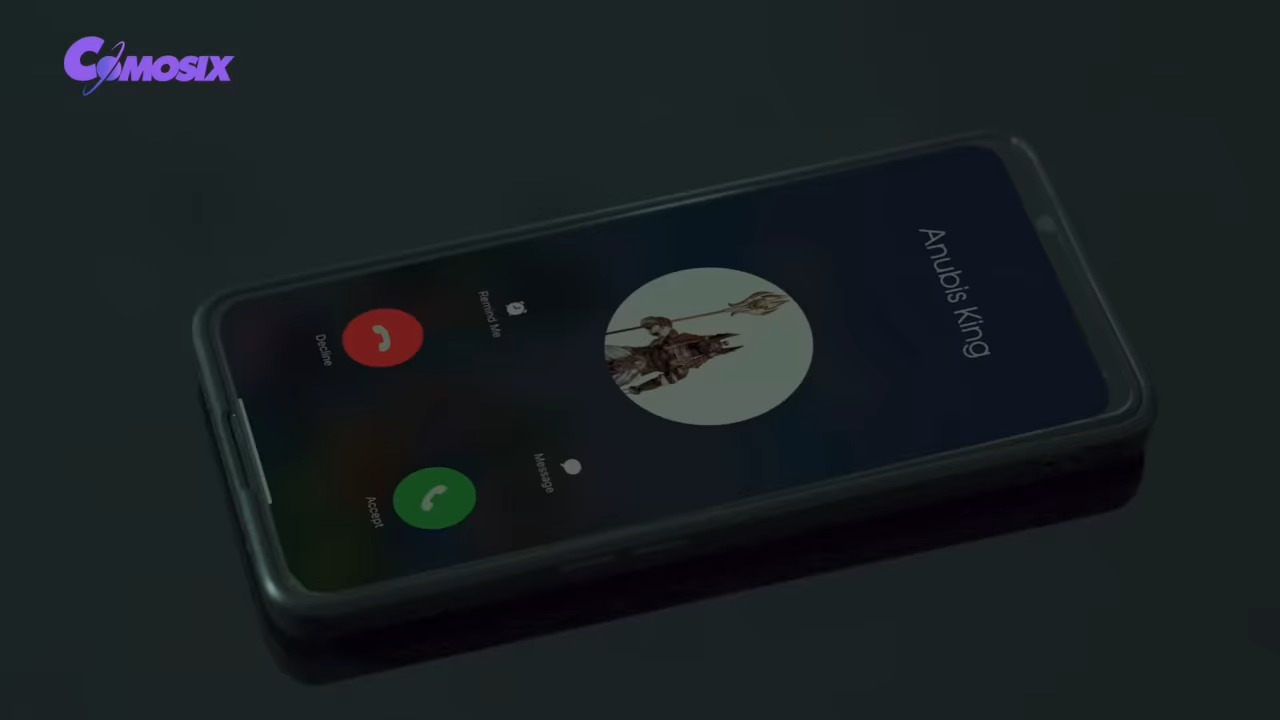 COMOSIX
Anubis King
Remind Me
Message
Decline
Accept